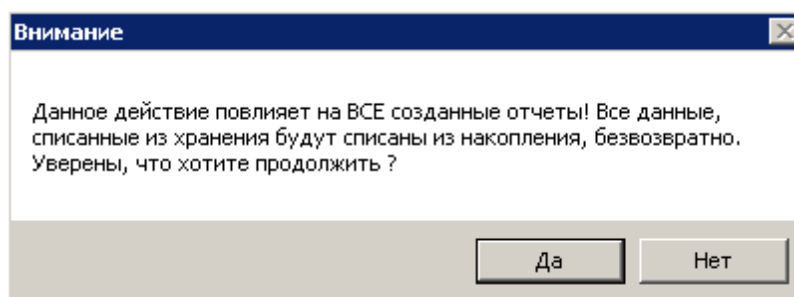 Внимание
Данное действие повлияет на ВСЕ созданные отчеты! Все данные,
списанные из хранения будут списаны из накопления, безвозвратно.
Уверены, что хотите продолжить ?
Да Нет